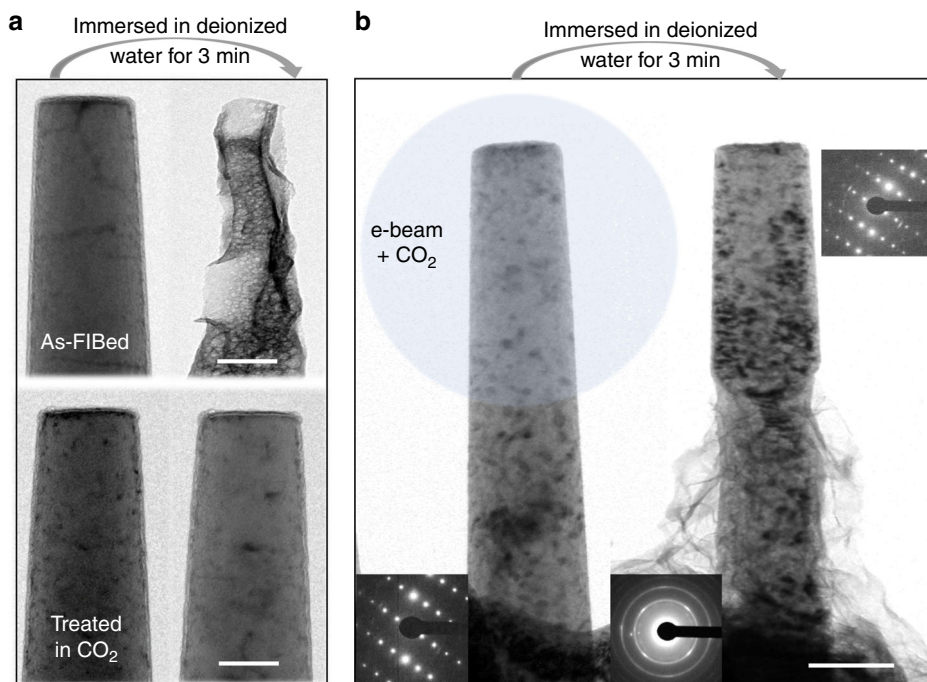 a
Immersed in deionized
water for 3 min
As-FIBed
Treated
in CO₂
b
Immersed in deionized
water for 3 min
e-beam
+ CO₂